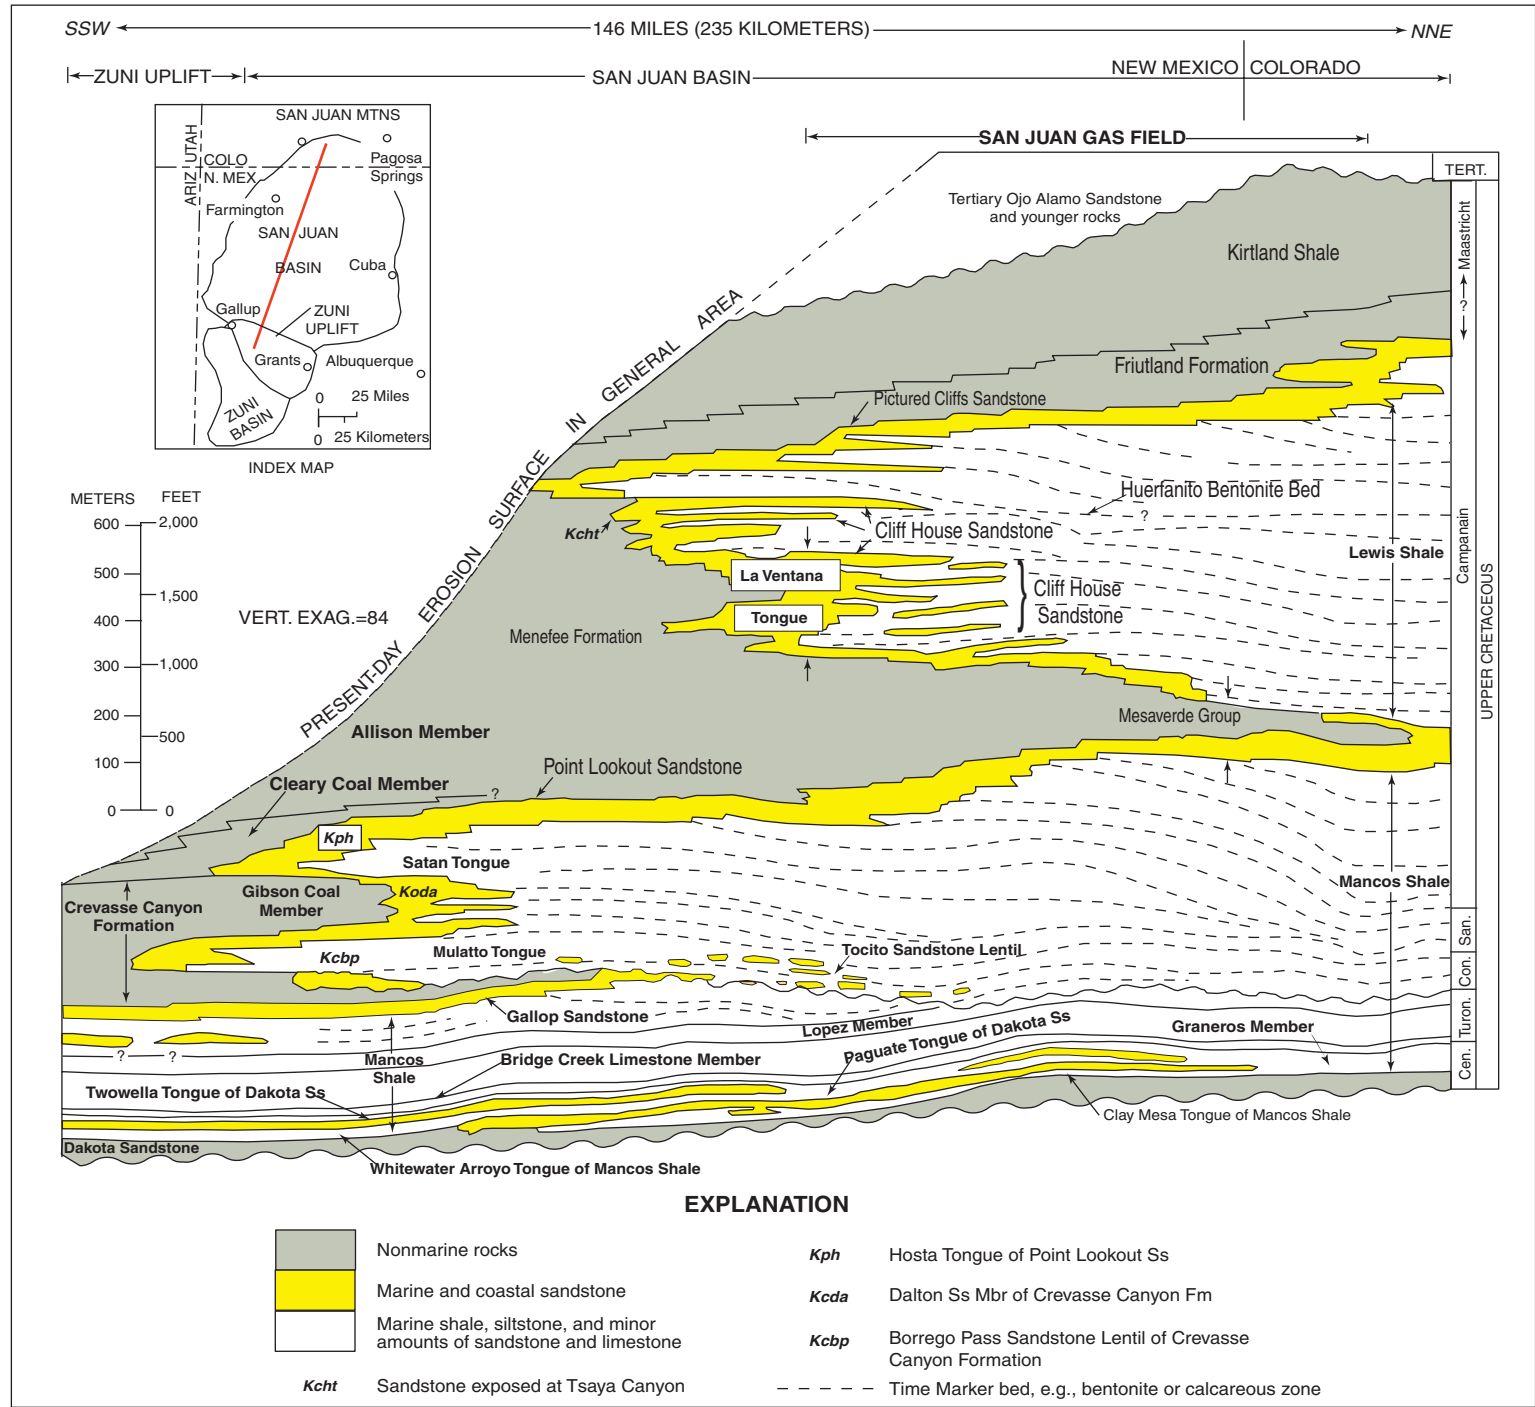 SSW
146 MILES (235 KILOMETERS)
NNE
ZUNI UPLIFT
SAN JUAN BASIN
NEW MEXICO
COLORADO
SAN JUAN GAS FIELD
SAN JUAN MTNS
ARIZ
UTAH
COLO
N. MEX
Pagosa
Springs
Farmington
SAN JUAN
BASIN
Cuba
Gallup
ZUNI
UPLIFT
Grants
Albuquerque
ZUNI
BASIN
0
25 Miles
0
25 Kilometers
INDEX MAP
TERT.
Tertiary Ojo Alamo Sandstone
and younger rocks
Kirtland Shale
Maastricht
?
PRESENT-DAY EROSION SURFACE IN GENERAL AREA
Friutland Formation
Pictured Cliffs Sandstone
METERS
FEET
600
2,000
500
1,500
400
300
1,000
200
500
100
0
0
VERT. EXAG.=84
Huerfanito Bentonite Bed
?
Kcht
Cliff House Sandstone
Lewis Shale
Campanain
UPPER CRETACEOUS
La Ventana
Tongue
Cliff House
Sandstone
Menefee Formation
Mesaverde Group
Allison Member
Point Lookout Sandstone
Cleary Coal Member
?
Kph
Satan Tongue
Mancos Shale
Gibson Coal
Member
Koda
Crevasse Canyon
Formation
San.
Mulatto Tongue
Kcbp
Tocito Sandstone Lentil
Con.
Gallop Sandstone
Lopez Member
Graneros Member
Turon.
? ?
Mancos
Shale
Bridge Creek Limestone Member
Paguate Tongue of Dakota Ss
Cen.
Twowella Tongue of Dakota Ss
Clay Mesa Tongue of Mancos Shale
Dakota Sandstone
Whitewater Arroyo Tongue of Mancos Shale
EXPLANATION
Nonmarine rocks
Marine and coastal sandstone
Marine shale, siltstone, and minor
amounts of sandstone and limestone
Kcht Sandstone exposed at Tsaya Canyon
Kph Hosta Tongue of Point Lookout Ss
Kcda Dalton Ss Mbr of Crevasse Canyon Fm
Kcbp Borrego Pass Sandstone Lentil of Crevasse
Canyon Formation
Time Marker bed, e.g., bentonite or calcareous zone